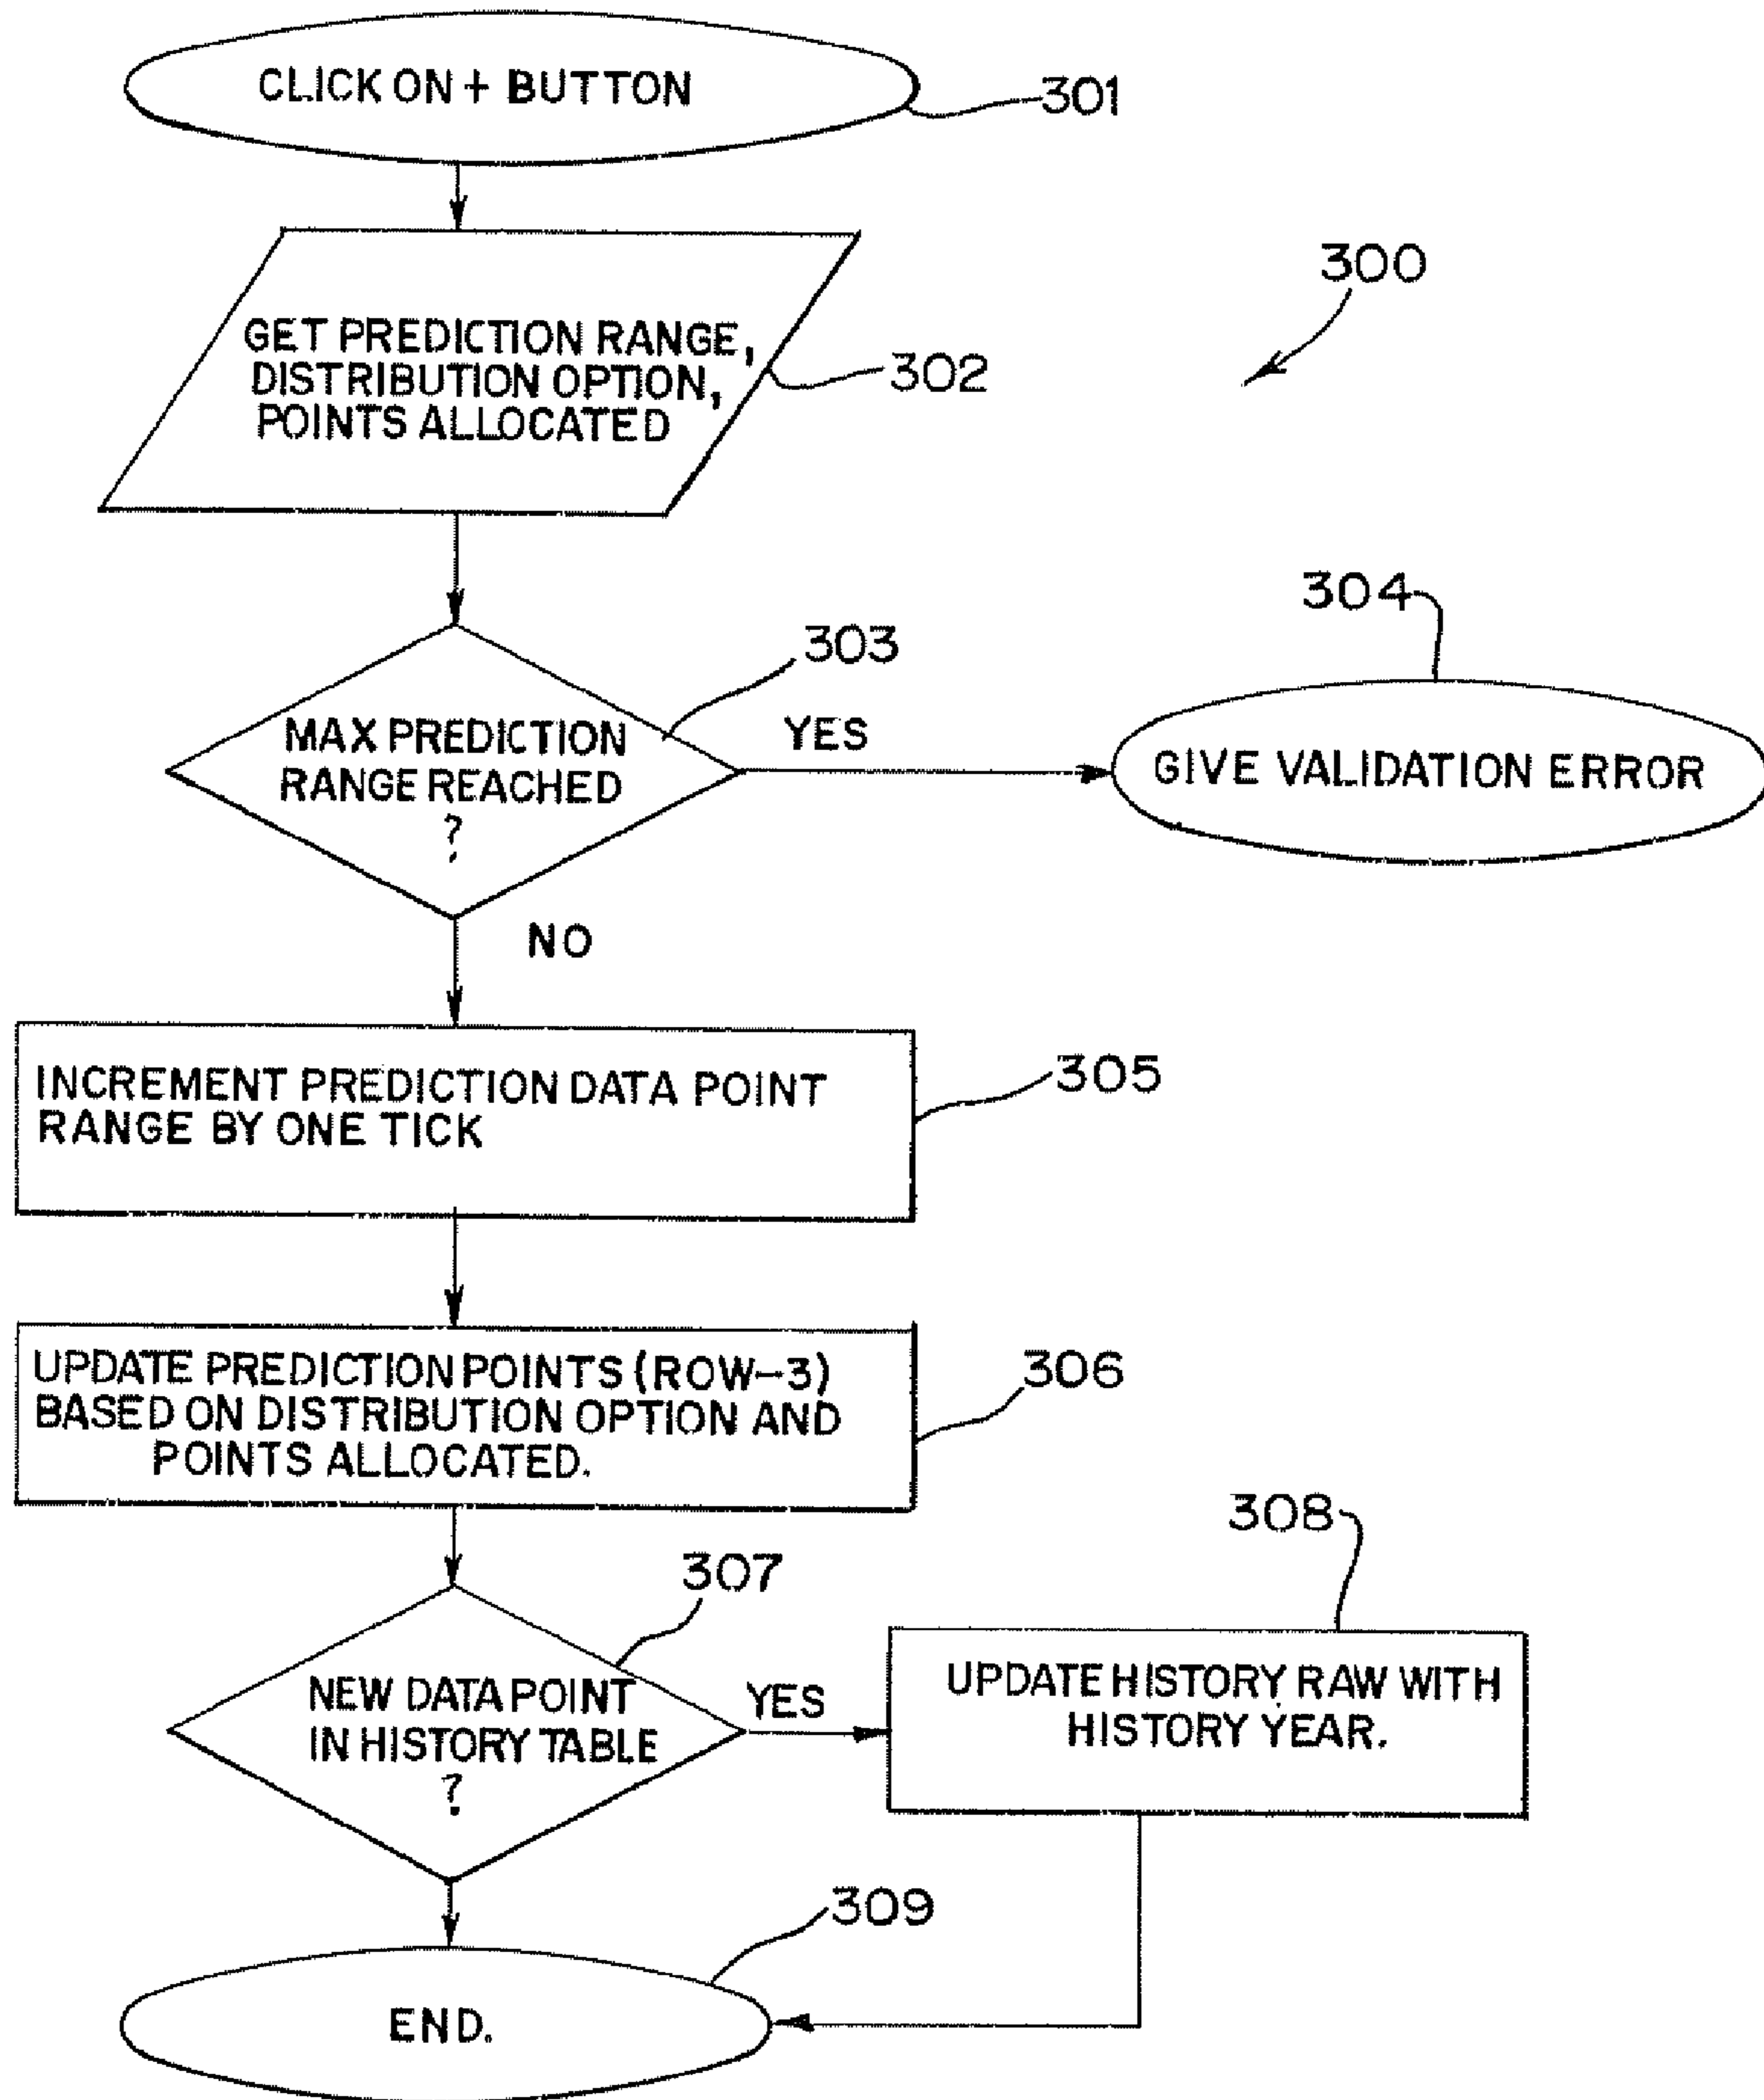 CLICK ON + BUTTON
301
300
GET PREDICTION RANGE,
DISTRIBUTION OPTION,
POINTS ALLOCATED
302
304
303
MAX PREDICTION
RANGE REACHED
?
YES
GIVE VALIDATION ERROR
NO
INCREMENT PREDICTION DATA POINT
RANGE BY ONE TICK
305
UPDATE PREDICTION POINTS (ROW-3)
BASED ON DISTRIBUTION OPTION AND
POINTS ALLOCATED.
306
308
307
NEW DATA POINT
IN HISTORY TABLE
?
YES
UPDATE HISTORY RAW WITH
HISTORY YEAR.
309
END.